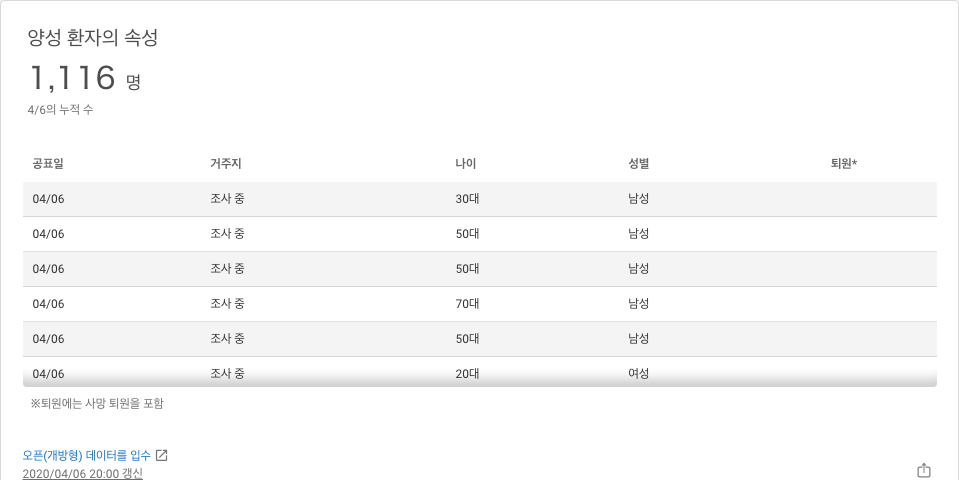 양성 환자의 속성
1,116 명
4/6의 누적 수
공표일 거주지 나이 성별 퇴원*
04/06 조사 중 30대 남성
04/06 조사 중 50대 남성
04/06 조사 중 50대 남성
04/06 조사 중 70대 남성
04/06 조사 중 50대 남성
04/06 조사 중 20대 여성
※퇴원에는 사망 퇴원을 포함
오픈(개방형) 데이터를 입수
2020/04/06 20:00 갱신